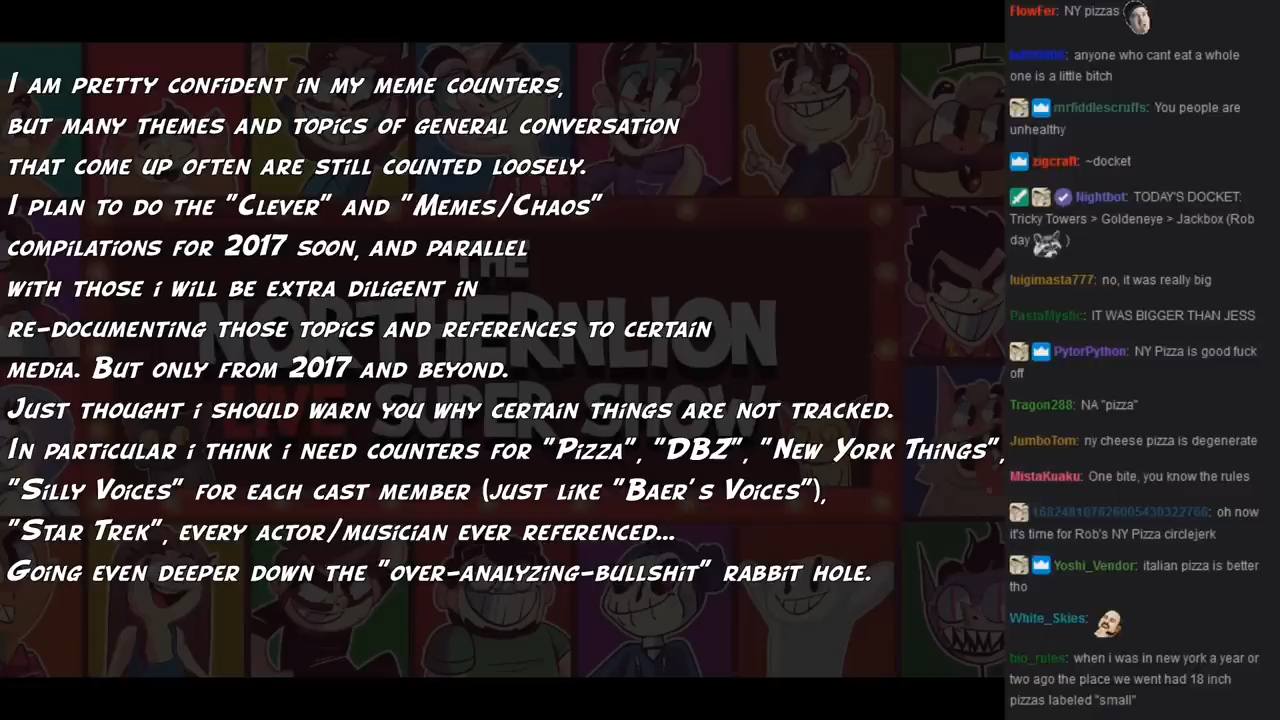 I am pretty confident in my meme counters,
but many themes and topics of general conversation
that come up often are still counted loosely.
I plan to do the "Clever" and "Memes/Chaos"
compilations for 2017 soon, and parallel
with those i will be extra diligent in
re-documenting those topics and references to certain
media. But only from 2017 and beyond.
Just thought i should warn you why certain things are not tracked.
In particular i think i need counters for "Pizza", "DBZ", "New York Things",
"Silly Voices" for each cast member (just like "Baer's Voices"),
"Star Trek", every actor/musician ever referenced...
Going even deeper down the "over-analyzing-bullshit" rabbit hole.
THE
NORTHERNLION
LIVE SUPER SHOW
FlowFer: NY pizzas
anyone who cant eat a whole
one is a little bitch
mrfiddlescruffs: You people are
unhealthy
zigcraft: ~docket
Nightbot: TODAY'S DOCKET:
Tricky Towers > Goldeneye > Jackbox (Rob
day )
luigimasta777: no, it was really big
PastaMystic: IT WAS BIGGER THAN JESS
PytorPython: NY Pizza is good fuck
off
Tragon288: NA "pizza"
JumboTom: ny cheese pizza is degenerate
MistaKuaku: One bite, you know the rules
oh now
it's time for Rob's NY Pizza circlejerk
Yoshi_Vendor: italian pizza is better
tho
White_Skies:
bio_rules: when i was in new york a year or
two ago the place we went had 18 inch
pizzas labeled "small"